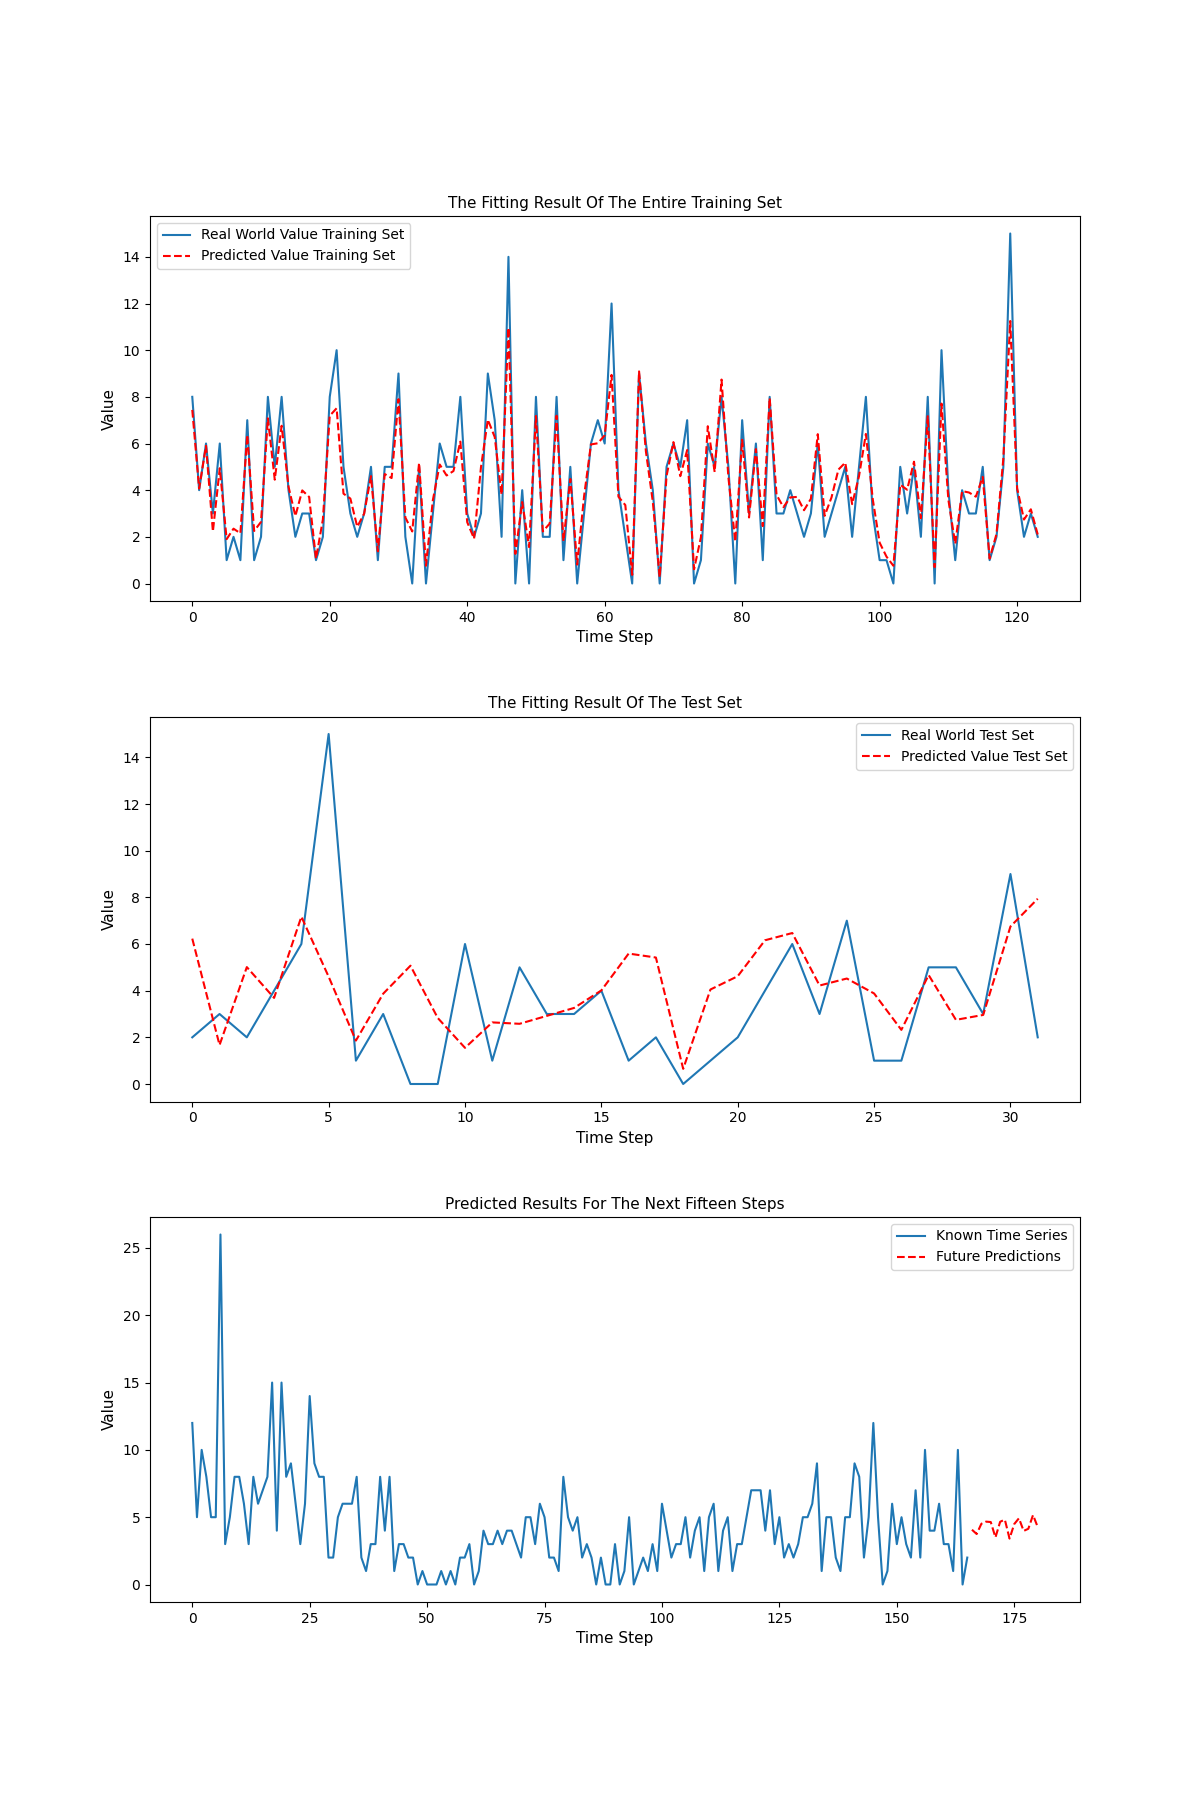 The Fitting Result Of The Entire Training Set
Real World Value Training Set
Predicted Value Training Set
Value
14
12
10
8
6
4
2
0
0 20 40 60 80 100 120
Time Step
The Fitting Result Of The Test Set
Real World Test Set
Predicted Value Test Set
Value
14
12
10
8
6
4
2
0
0 5 10 15 20 25 30
Time Step
Predicted Results For The Next Fifteen Steps
Known Time Series
Future Predictions
Value
25
20
15
10
5
0
0 25 50 75 100 125 150 175
Time Step